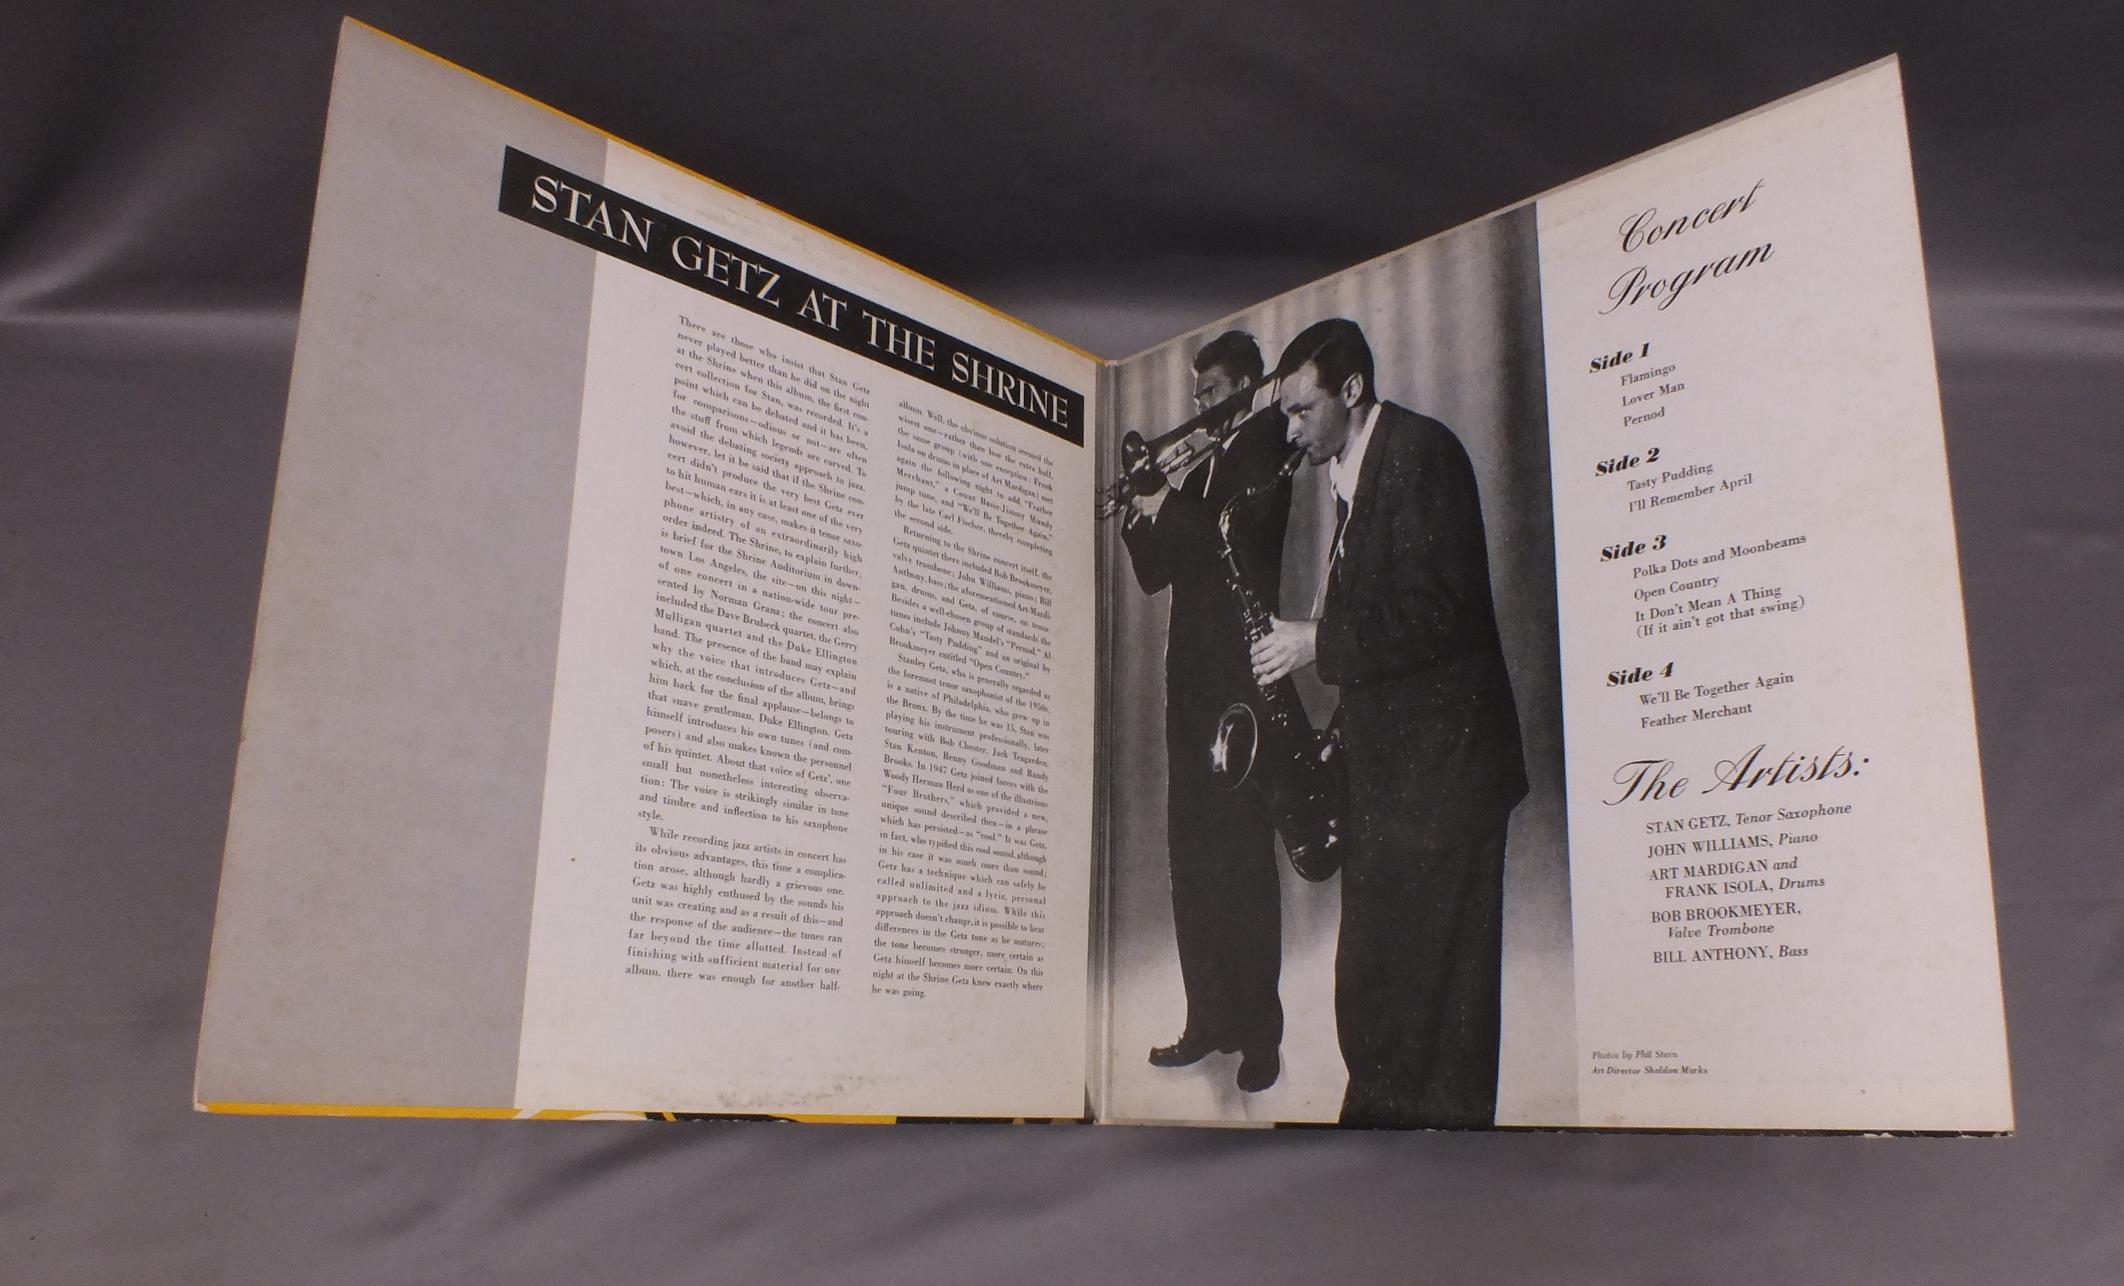 STAN GETZ AT THE SHRINE
There are those who insist that Stan Getz
never played better than he did on the night
at the Shrine when this album, the first con-
cert collection for Stan, was recorded. It's a
point which can be debated and it has been,
for comparisons—odious or not—are often
the stuff from which legends are carved. To
avoid the debating society approach to jazz,
however, let it be said that if the Shrine con-
cert didn't produce the very best Getz ever
to hit human ears it is at least one of the very
best—which, in any case, makes it tenor saxo-
phone artistry of an extraordinarily high
order indeed. The Shrine, to explain further,
is brief for the Shrine Auditorium in down-
town Los Angeles, the site—on this night—
of one concert in a nation-wide tour pre-
sented by Norman Granz; the concert also
included the Dave Brubeck quartet, the Gerry
Mulligan quartet and the Duke Ellington
band. The presence of the band may explain
why the voice that introduces Getz—and
which, at the conclusion of the album, brings
him back for the final applause—belongs to
that suave gentleman, Duke Ellington. Getz
himself introduces his own tunes (and com-
posers) and also makes known the personnel
of his quintet. About that voice of Getz', one
small but nonetheless interesting observa-
tion: The voice is strikingly similar in tone
and timbre and inflection to his saxophone
style.
While recording jazz artists in concert has
its obvious advantages, this time a complica-
tion arose, although hardly a grievous one.
Getz was highly enthused by the sounds his
unit was creating and as a result of this—and
the response of the audience—the tunes ran
far beyond the time allotted. Instead of
finishing with sufficient material for one
album, there was enough for another half-
album. Well, the obvious solution seemed the
wisest one—rather than lose the extra half,
the same group (with one exception: Frank
Isola on drums in place of Art Mardigan) met
again the following night to add "Feather
Merchant," a Count Basie-Jimmy Mundy
jump tune, and "We'll Be Together Again,"
by the late Carl Fischer, thereby completing
the second side.
Returning to the Shrine concert itself, the
Getz quintet there included Bob Brookmeyer,
valve trombone; John Williams, piano; Bill
Anthony, bass; the aforementioned Art Mardi-
gan, drums, and Getz, of course, on tenor.
Besides a well-chosen group of standards the
tunes include Johnny Mandel's "Pernod," Al
Cohn's "Tasty Pudding" and an original by
Brookmeyer entitled "Open Country."
Stanley Getz, who is generally regarded as
the foremost tenor saxophonist of the 1950s,
is a native of Philadelphia, who grew up in
the Bronx. By the time he was 15, Stan was
playing his instrument professionally, later
touring with Bob Chester, Jack Teagarden,
Stan Kenton, Benny Goodman and Randy
Brooks. In 1947 Getz joined forces with the
Woody Herman Herd as one of the illustrious
"Four Brothers," which provided a new,
unique sound described then—in a phrase
which has persisted—as "cool." It was Getz,
in fact, who typified this cool sound, although
in his case it was much more than sound;
Getz has a technique which can safely be
called unlimited and a lyric, personal
approach to the jazz idiom. While this
approach doesn't change, it is possible to hear
differences in the Getz tone as he matures;
the tone becomes stronger, more certain as
Getz himself becomes more certain. On this
night at the Shrine Getz knew exactly where
he was going.
Concert
Program
Side 1
Flamingo
Lover Man
Pernod
Side 2
Tasty Pudding
I'll Remember April
Side 3
Polka Dots and Moonbeams
Open Country
It Don't Mean A Thing
(If it ain't got that swing)
Side 4
We'll Be Together Again
Feather Merchant
The Artists:
STAN GETZ, Tenor Saxophone
JOHN WILLIAMS, Piano
ART MARDIGAN and
FRANK ISOLA, Drums
BOB BROOKMEYER,
Valve Trombone
BILL ANTHONY, Bass
Photos by Phil Stern
Art Director Sheldon Marks